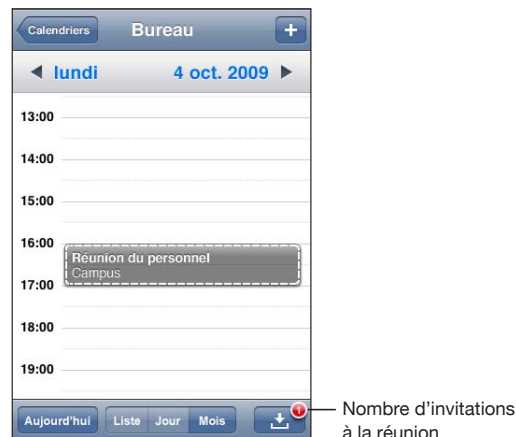 Calendriers Bureau +
lundi 4 oct. 2009
13:00
14:00
15:00
16:00
Réunion du personnel
Campus
17:00
18:00
19:00
Aujourd'hui Liste Jour Mois 1
Nombre d'invitations
à la réunion